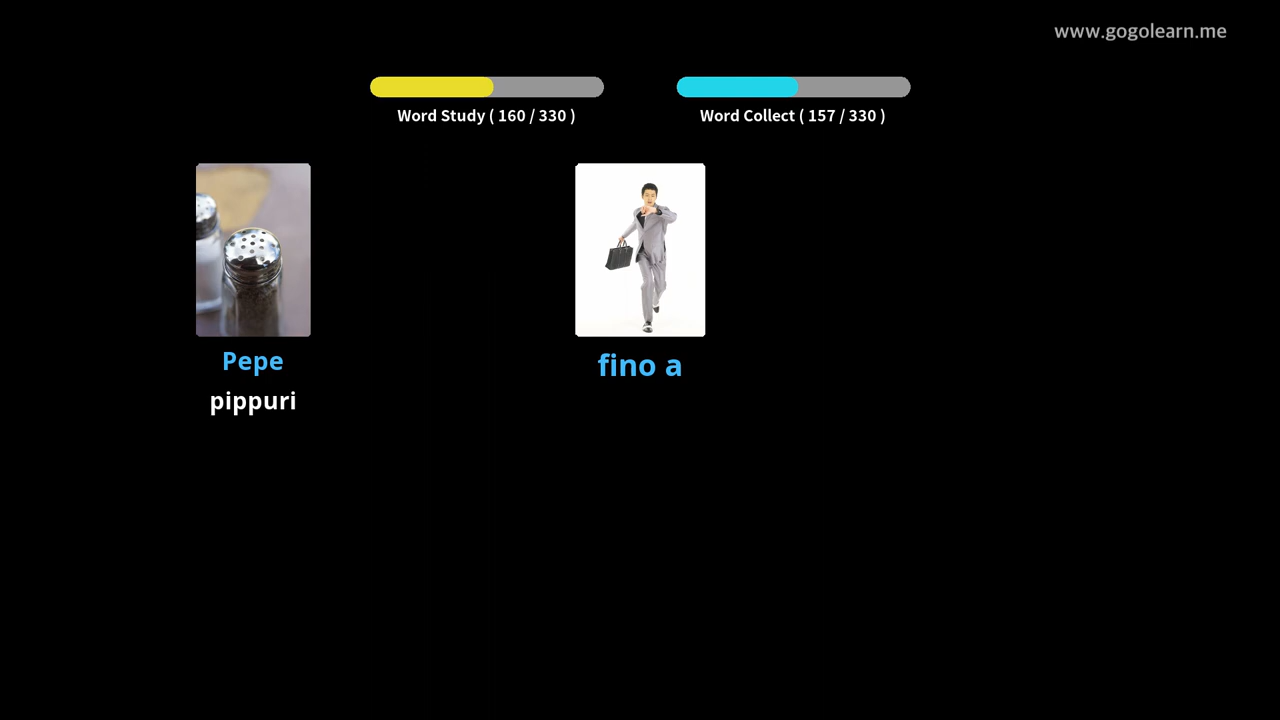 www.gogolearn.me
Word Study ( 160 / 330 )
Word Collect ( 157 / 330 )
Pepe
pippuri
fino a